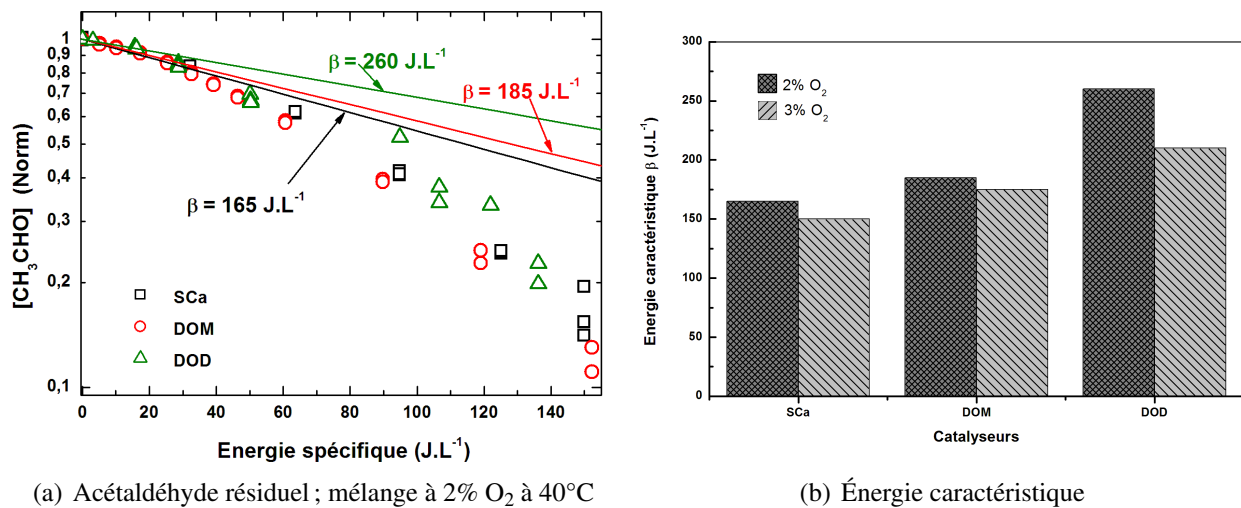 1
0,9
0,8
0,7
0,6
0,5
0,4
0,3
0,2
0,1
[CH3CHO] (Norm)
β = 260 J.L-1
β = 185 J.L-1
β = 165 J.L-1
SCa
DOM
DOD
0 20 40 60 80 100 120 140
Energie spécifique (J.L-1)
(a) Acétaldéhyde résiduel ; mélange à 2% O2 à 40°C
300
250
200
150
100
50
0
Energie caractéristique β (J.L-1)
2% O2
3% O2
SCa DOM DOD
Catalyseurs
(b) Énergie caractéristique